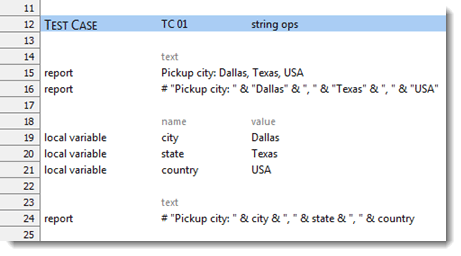 11
12 TEST CASE TC 01 string ops
13
14 text
15 report Pickup city: Dallas, Texas, USA
16 report # "Pickup city: " & "Dallas" & ", " & "Texas" & ", " & "USA"
17
18 name value
19 local variable city Dallas
20 local variable state Texas
21 local variable country USA
22
23 text
24 report # "Pickup city: " & city & ", " & state & ", " & country
25